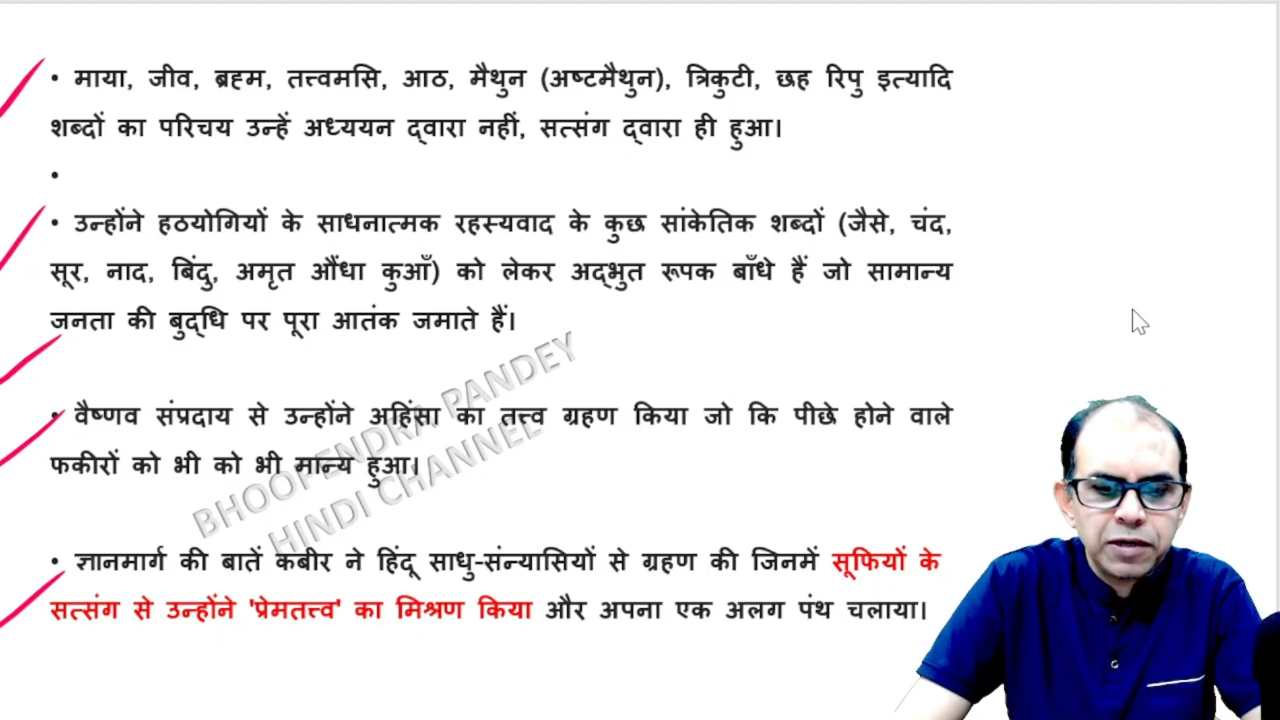 • माया, जीव, ब्रह्म, तत्त्वमसि, आठ, मैथुन (अष्टमैथुन), त्रिकुटी, छह रिपु इत्यादि
शब्दों का परिचय उन्हें अध्ययन द्वारा नहीं, सत्संग द्वारा ही हुआ।
•
• उन्होंने हठयोगियों के साधनात्मक रहस्यवाद के कुछ सांकेतिक शब्दों (जैसे, चंद,
सूर, नाद, बिंदु, अमृत औंधा कुआँ) को लेकर अद्भुत रूपक बाँधे हैं जो सामान्य
जनता की बुद्धि पर पूरा आतंक जमाते हैं।
• वैष्णव संप्रदाय से उन्होंने अहिंसा का तत्त्व ग्रहण किया जो कि पीछे होने वाले
फकीरों को भी को भी मान्य हुआ।
• ज्ञानमार्ग की बातें कबीर ने हिंदू साधु-संन्यासियों से ग्रहण की जिनमें सूफियों के
सत्संग से उन्होंने 'प्रेमतत्त्व' का मिश्रण किया और अपना एक अलग पंथ चलाया।
BHOOPENDRA PANDEY
HINDI CHANNEL